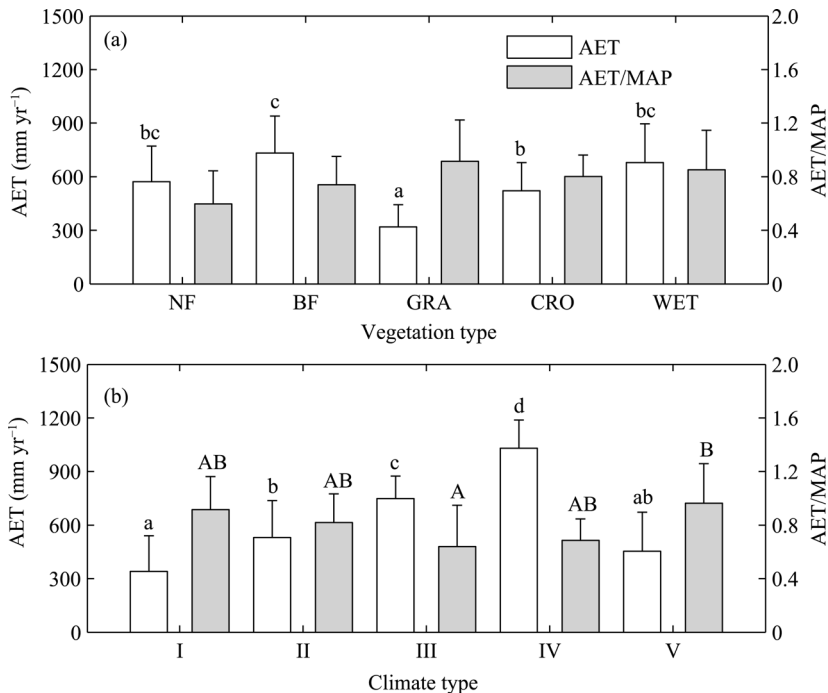 (a)
AET
AET/MAP
1500
1200
900
600
300
0
AET (mm yr⁻¹)
2.0
1.6
1.2
0.8
0.4
0
AET/MAP
bc
c
a
b
bc
NF BF GRA CRO WET
Vegetation type
(b)
1500
1200
900
600
300
0
AET (mm yr⁻¹)
2.0
1.6
1.2
0.8
0.4
0
AET/MAP
a AB b AB c A d AB ab B
I II III IV V
Climate type